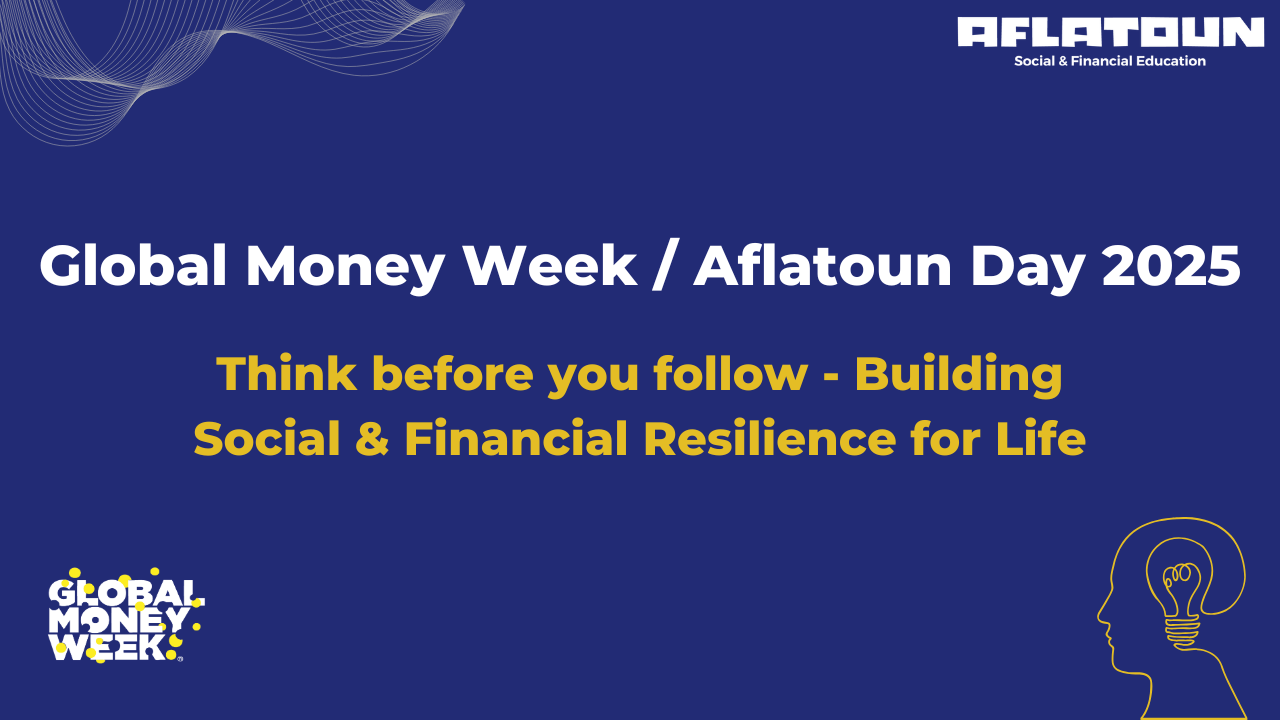 AFLATOUN
Social & Financial Education
Global Money Week / Aflatoun Day 2025
Think before you follow - Building
Social & Financial Resilience for Life
GLOBAL
MONEY
WEEK®